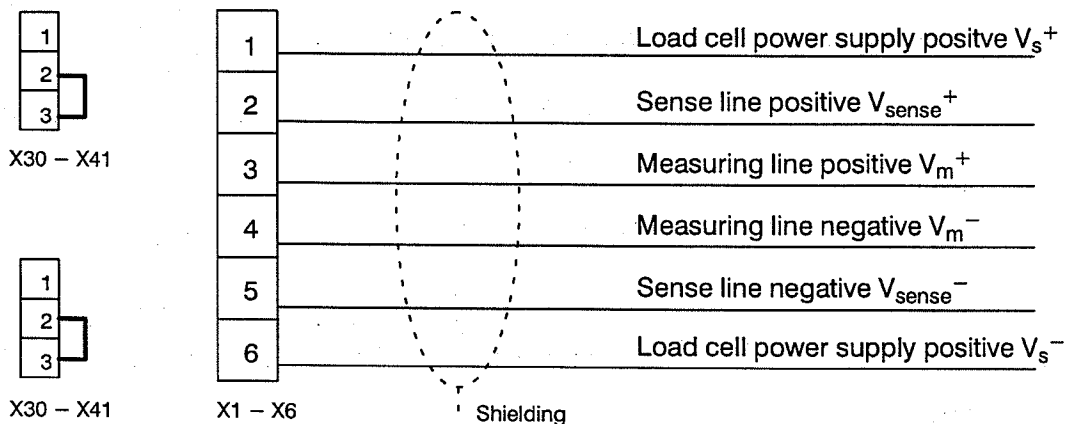 1
2
3
X30 – X41
1
2
3
X30 – X41
1
2
3
4
5
6
X1 – X6
Load cell power supply positve Vs+
Sense line positive Vsense+
Measuring line positive Vm+
Measuring line negative Vm–
Sense line negative Vsense–
Load cell power supply positive Vs–
Shielding